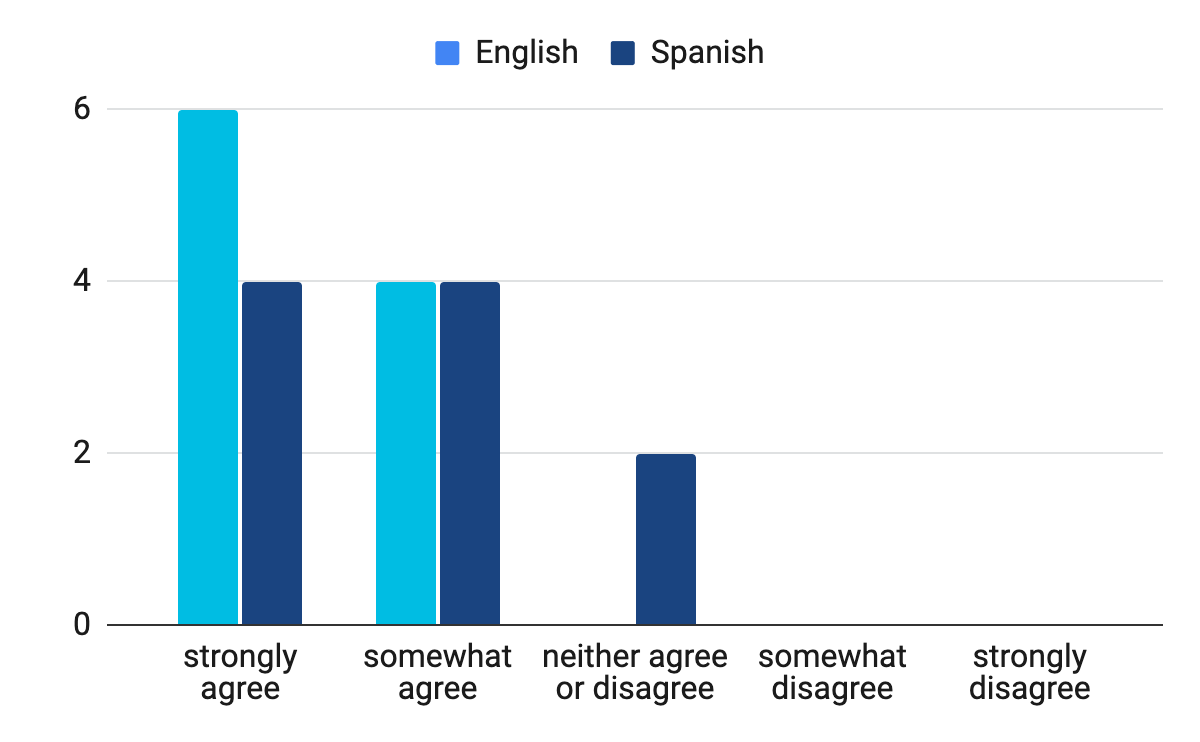 English Spanish
6
4
2
0
strongly agree
somewhat agree
neither agree or disagree
somewhat disagree
strongly disagree